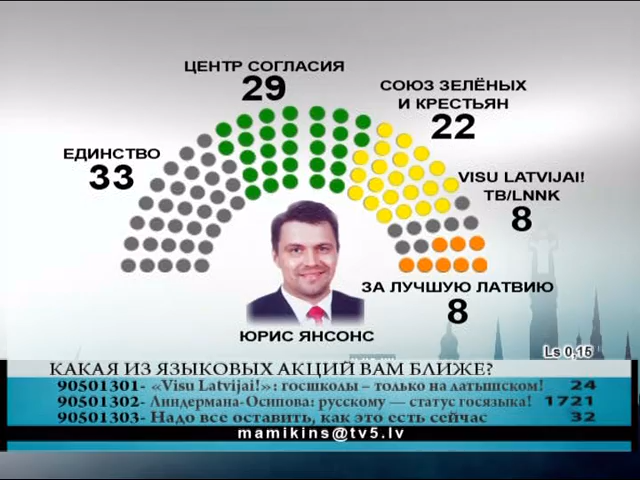 ЦЕНТР СОГЛАСИЯ
29
СОЮЗ ЗЕЛЁНЫХ
И КРЕСТЬЯН
22
ЕДИНСТВО
33
VISU LATVIJAI!
TB/LNNK
8
ЗА ЛУЧШУЮ ЛАТВИЮ
8
ЮРИС ЯНСОНС
Ls 0,15
КАКАЯ ИЗ ЯЗЫКОВЫХ АКЦИЙ ВАМ БЛИЖЕ?
90501301- «Visu Latvijai!»: госшколы – только на латышском! 24
90501302- Линдермана-Осипова: русскому — статус госязыка! 1721
90501303- Надо все оставить, как это есть сейчас 32
mamikins@tv5.lv